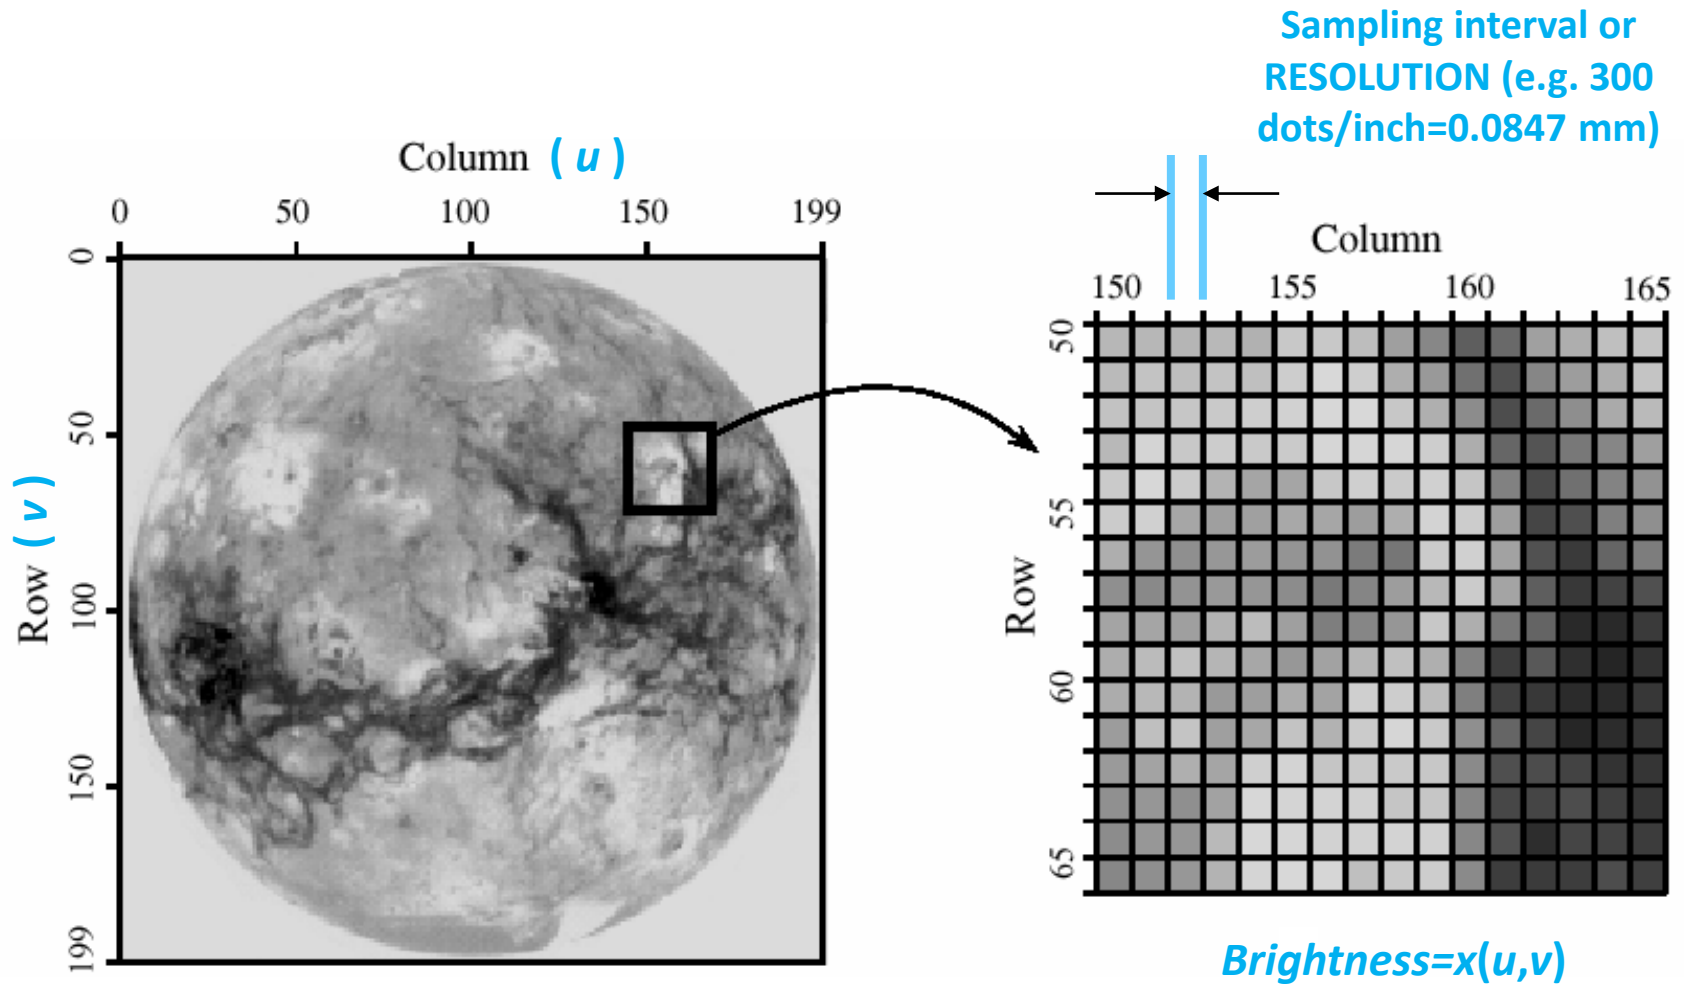 Sampling interval or
RESOLUTION (e.g. 300
dots/inch=0.0847 mm)
Column ( u )
0 50 100 150 199
Row ( v )
0 50 100 150 199
Column
150 155 160 165
Row
50 55 60 65
Brightness=x(u,v)